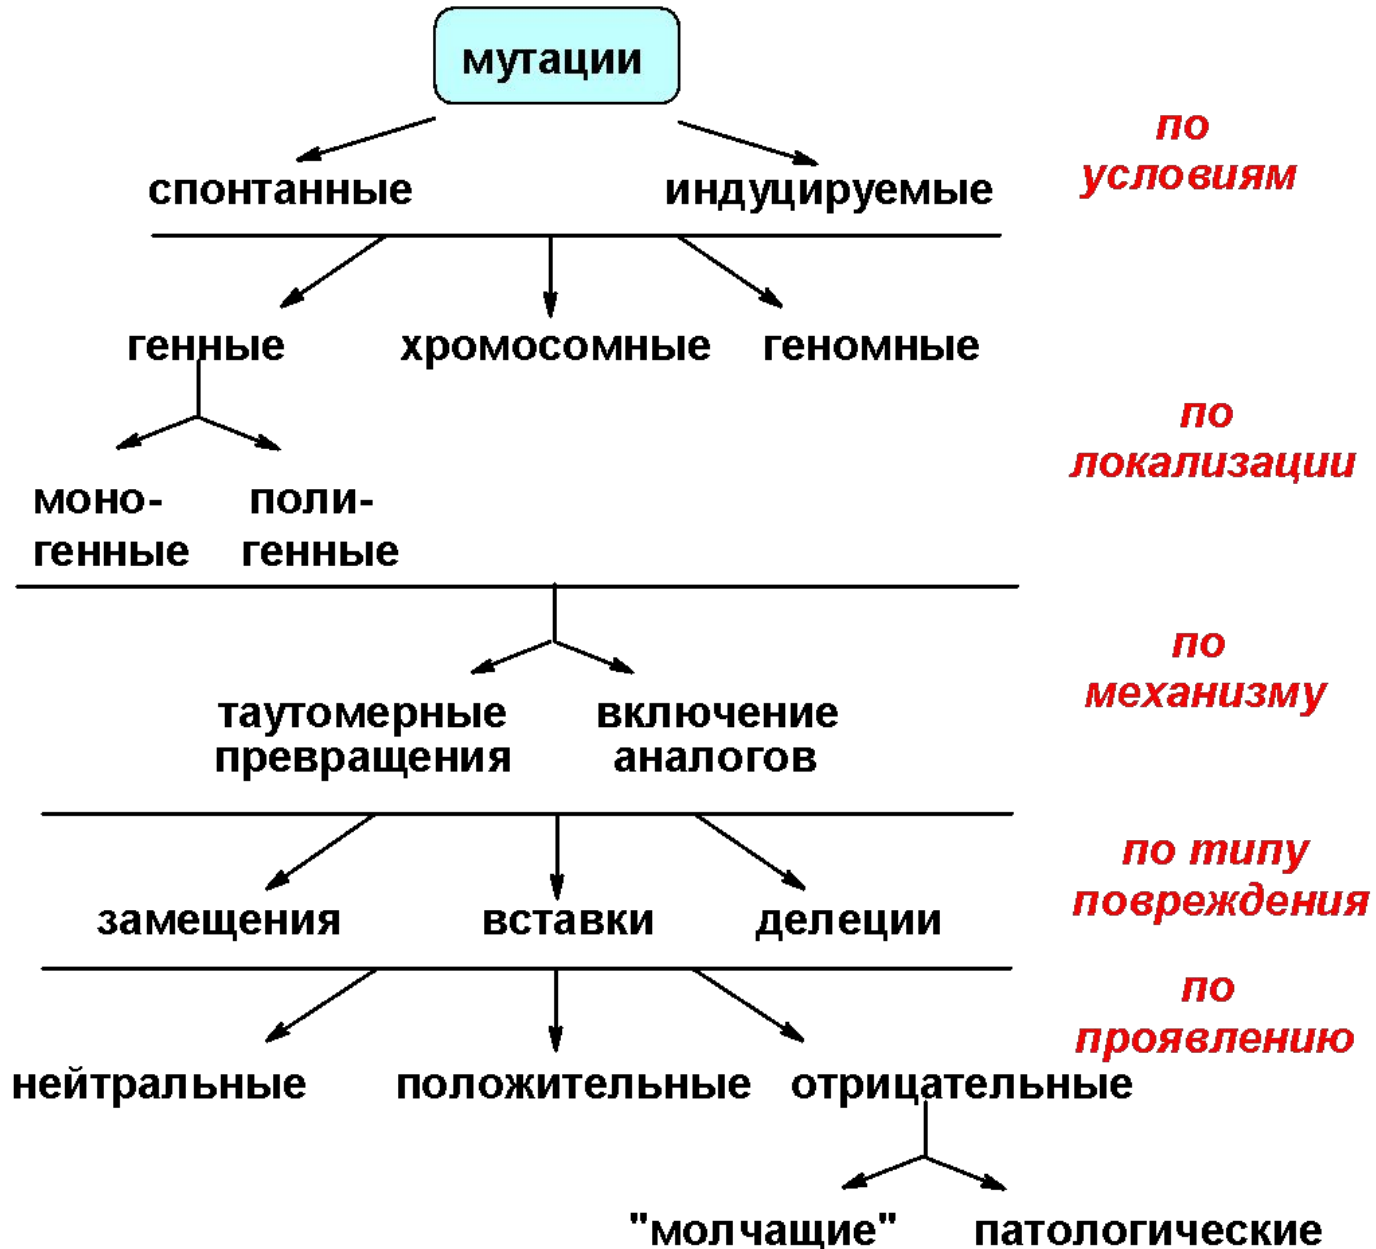 мутации
по
условиям
спонтанные индуцируемые
генные хромосомные геномные
по
локализации
моно- поли-
генные генные
по
механизму
таутомерные включение
превращения аналогов
по типу
повреждения
замещения вставки делеции
по
проявлению
нейтральные положительные отрицательные
"молчащие" патологические